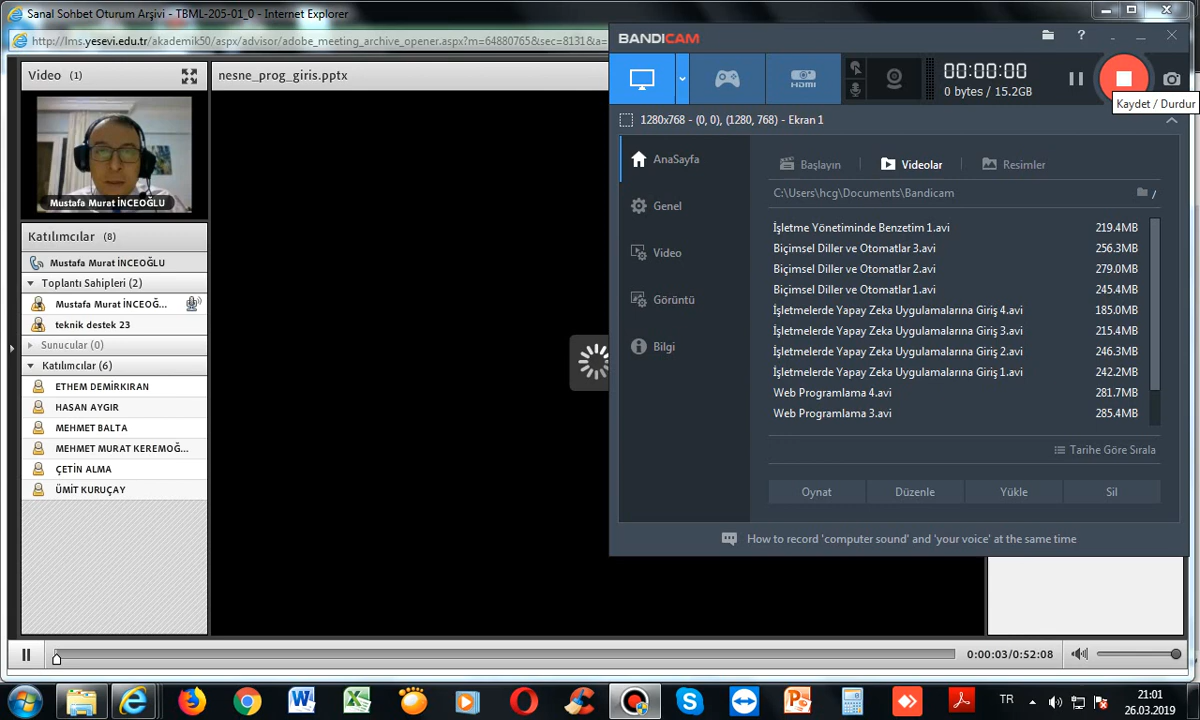 Sanal Sohbet Oturum Arşivi - TBML-205-01_0 - Internet Explorer
http://lms.yesevi.edu.tr/akademik50/aspx/advisor/adobe_meeting_archive_opener.aspx?m=64880765&sec=8131&a=
Video (1)
nesne_prog_giris.pptx
Mustafa Murat İNCEOĞLU
Katılımcılar (8)
Mustafa Murat İNCEOĞLU
Toplantı Sahipleri (2)
Mustafa Murat İNCEOĞ...
teknik destek 23
Sunucular (0)
Katılımcılar (6)
ETHEM DEMİRKIRAN
HASAN AYGIR
MEHMET BALTA
MEHMET MURAT KEREMOĞ...
ÇETİN ALMA
ÜMİT KURUÇAY
BANDICAM
?
HDMI
00:00:00
0 bytes / 15.2GB
Kaydet / Durdur
1280x768 - (0, 0), (1280, 768) - Ekran 1
AnaSayfa
Genel
Video
Görüntü
Bilgi
Başlayın
Videolar
Resimler
C:\Users\hcg\Documents\Bandicam
/
İşletme Yönetiminde Benzetim 1.avi 219.4MB
Biçimsel Diller ve Otomatlar 3.avi 256.3MB
Biçimsel Diller ve Otomatlar 2.avi 279.0MB
Biçimsel Diller ve Otomatlar 1.avi 245.4MB
İşletmelerde Yapay Zeka Uygulamalarına Giriş 4.avi 185.0MB
İşletmelerde Yapay Zeka Uygulamalarına Giriş 3.avi 215.4MB
İşletmelerde Yapay Zeka Uygulamalarına Giriş 2.avi 246.3MB
İşletmelerde Yapay Zeka Uygulamalarına Giriş 1.avi 242.2MB
Web Programlama 4.avi 281.7MB
Web Programlama 3.avi 285.4MB
Tarihe Göre Sırala
Oynat Düzenle Yükle Sil
How to record 'computer sound' and 'your voice' at the same time
0:00:03/0:52:08
TR
21:01
26.03.2019